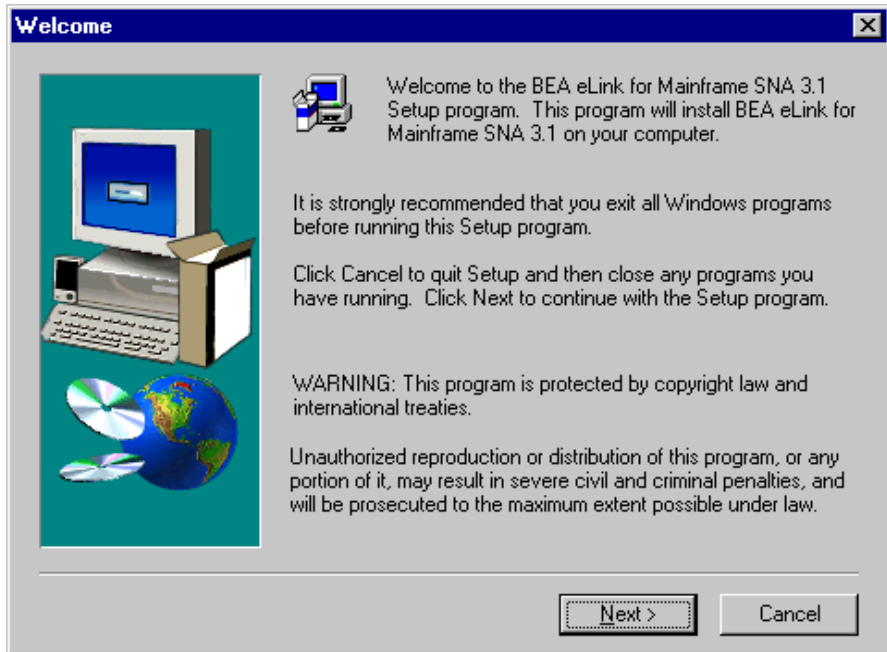 Welcome
Welcome to the BEA eLink for Mainframe SNA 3.1
Setup program.  This program will install BEA eLink for
Mainframe SNA 3.1 on your computer.
It is strongly recommended that you exit all Windows programs
before running this Setup program.
Click Cancel to quit Setup and then close any programs you
have running.  Click Next to continue with the Setup program.
WARNING: This program is protected by copyright law and
international treaties.
Unauthorized reproduction or distribution of this program, or any
portion of it, may result in severe civil and criminal penalties, and
will be prosecuted to the maximum extent possible under law.
Next >
Cancel